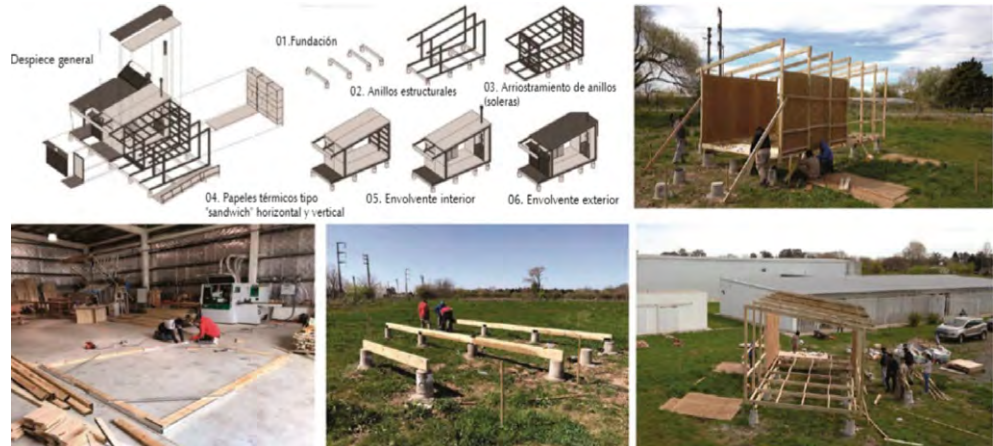 Despiece general
01.Fundación
02. Anillos estructurales
03. Arriostramiento de anillos
(soleras)
04. Papeles térmicos tipo
"sandwich" horizontal y vertical
05. Envolvente interior
06. Envolvente exterior